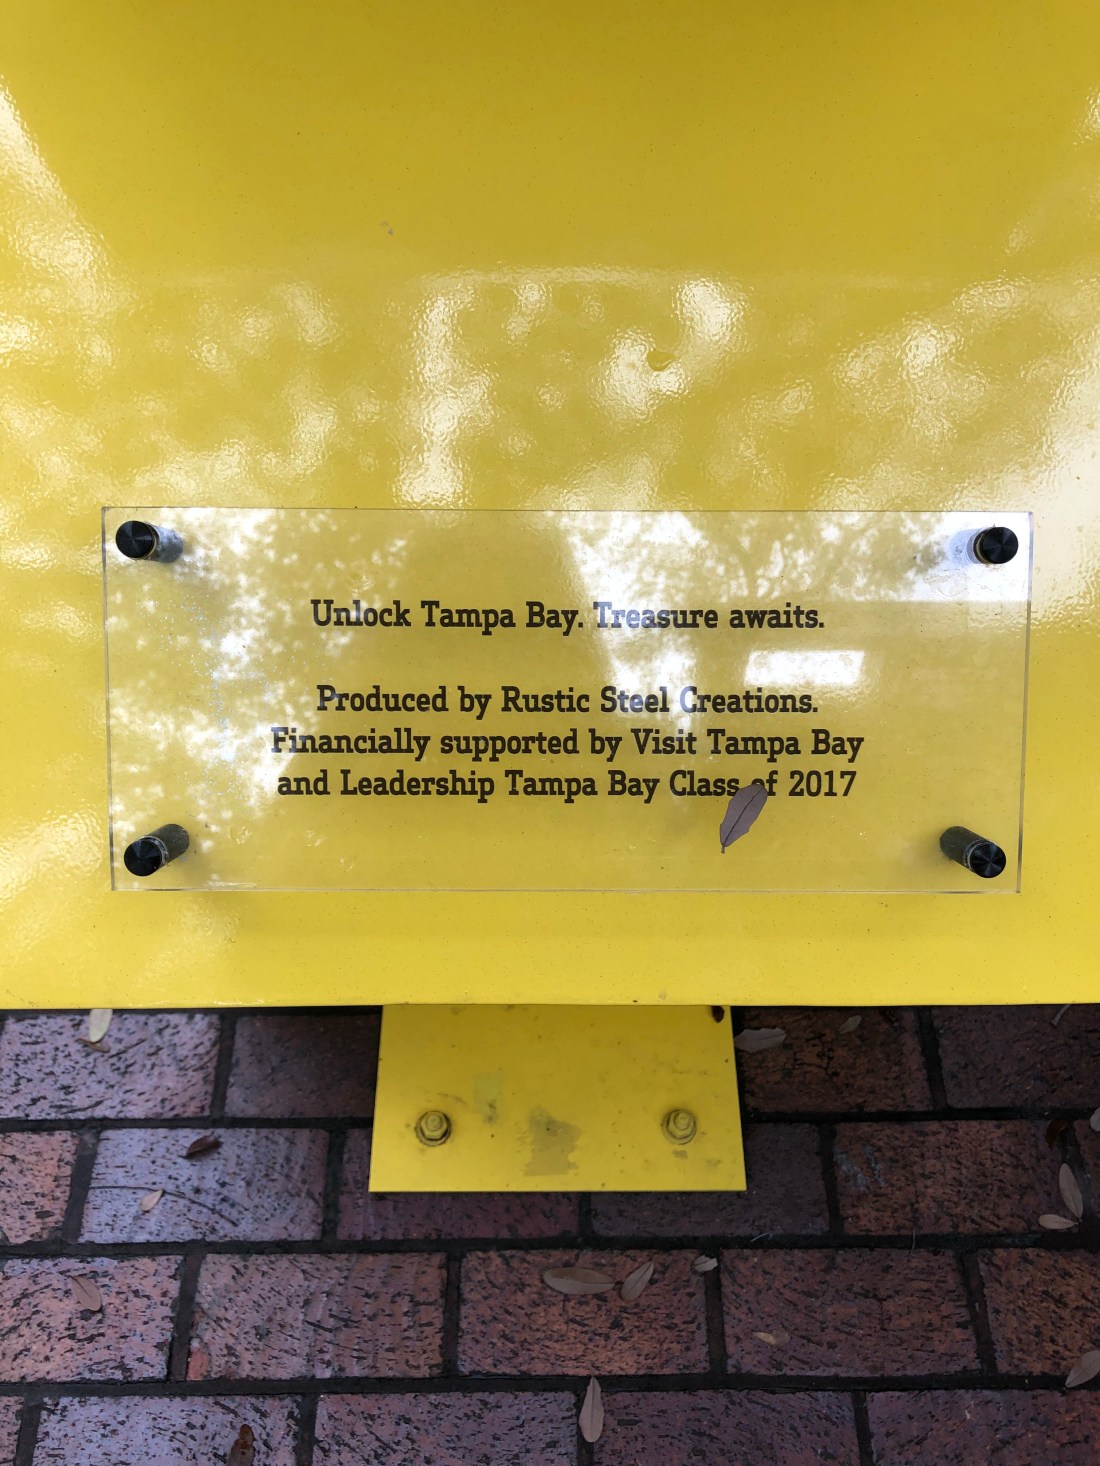 Unlock Tampa Bay. Treasure awaits.
Produced by Rustic Steel Creations.
Financially supported by Visit Tampa Bay
and Leadership Tampa Bay Class of 2017